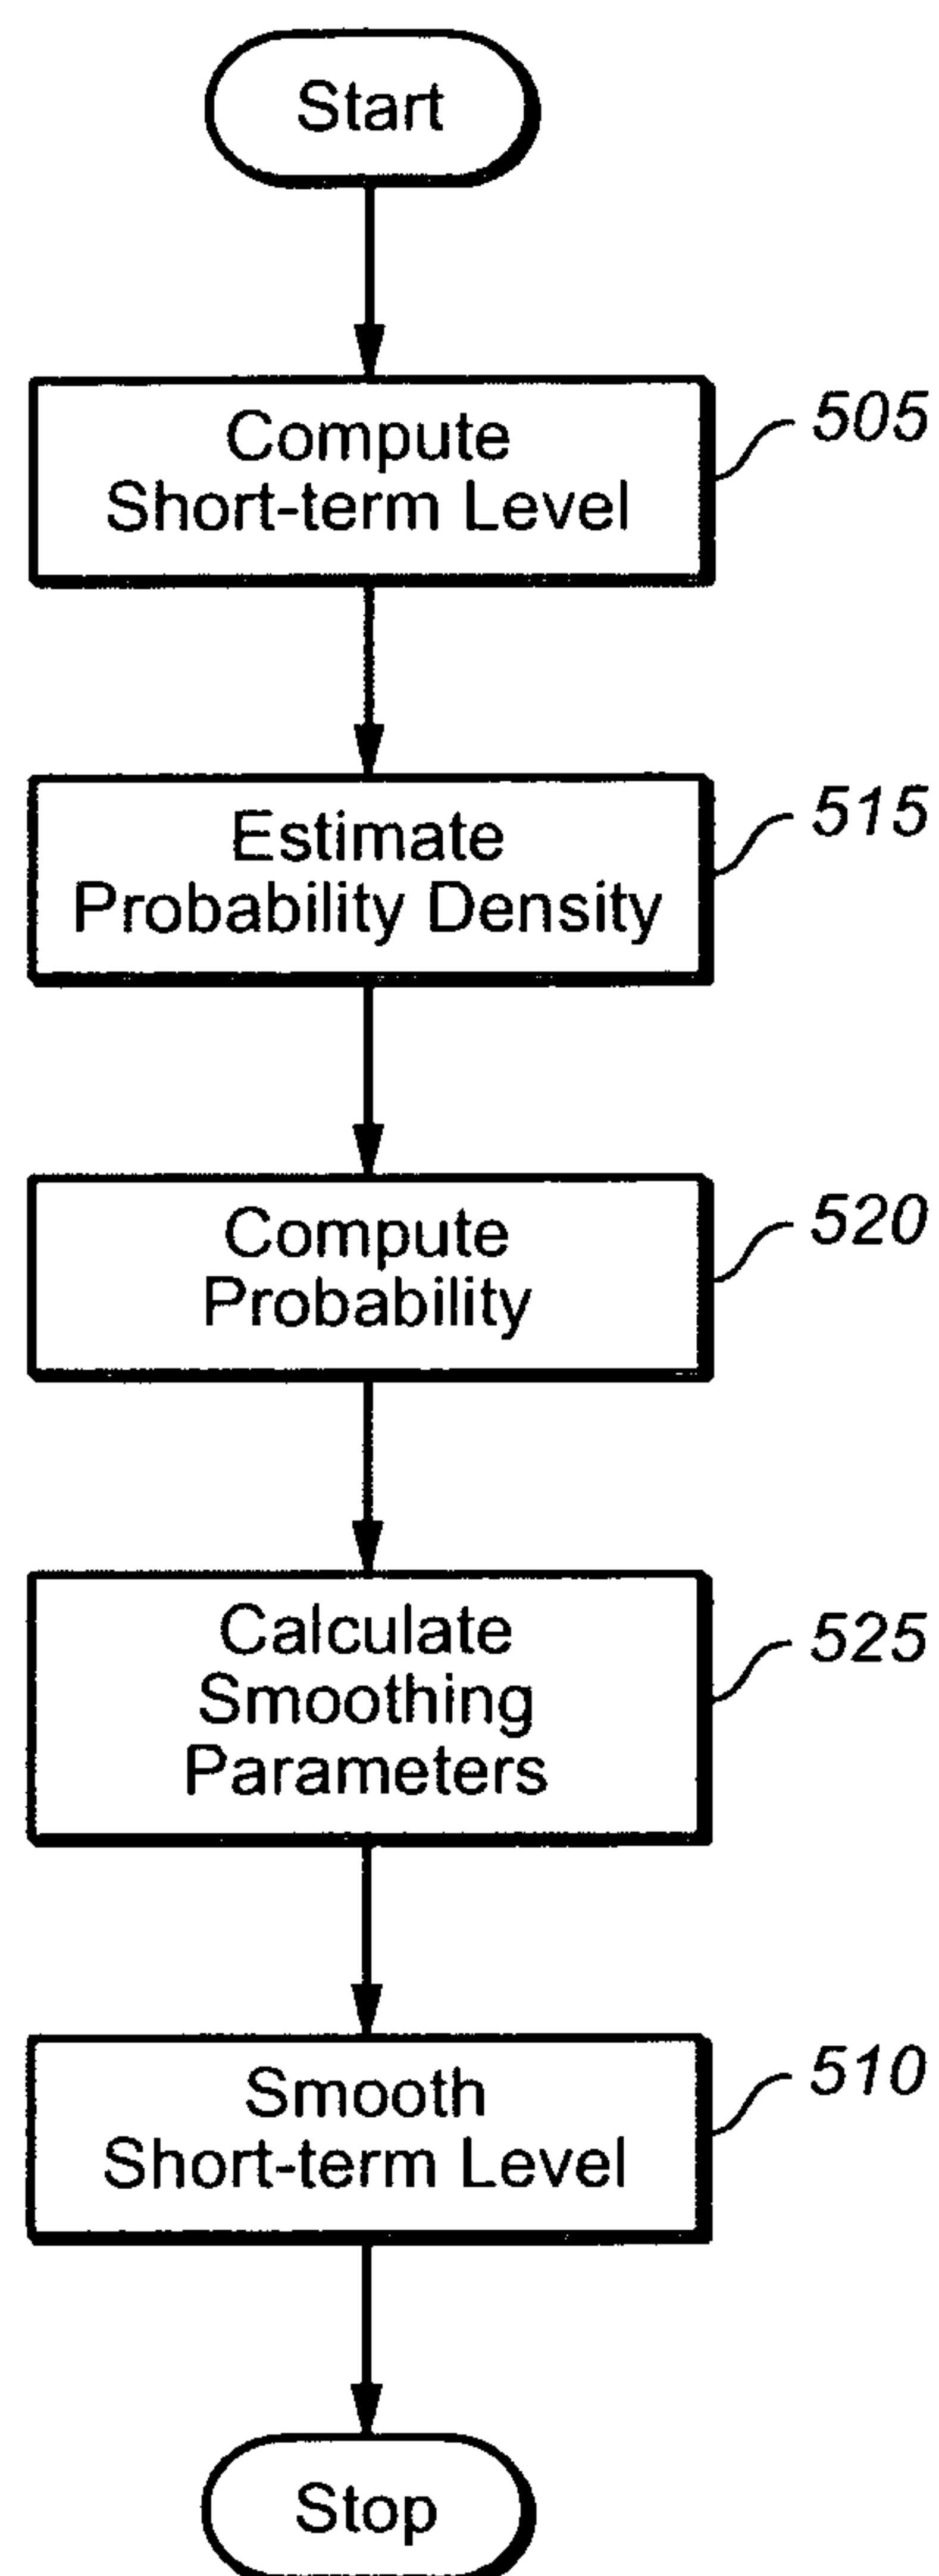 Start
Compute
Short-term Level
505
Estimate
Probability Density
515
Compute
Probability
520
Calculate
Smoothing
Parameters
525
Smooth
Short-term Level
510
Stop